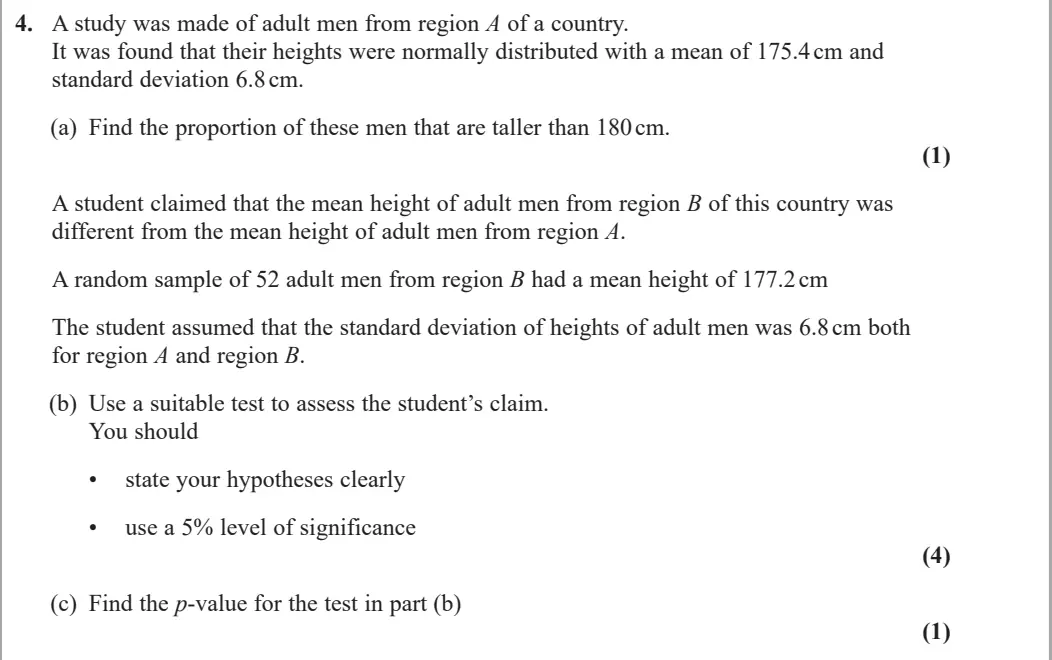 4. A study was made of adult men from region A of a country.
It was found that their heights were normally distributed with a mean of 175.4 cm and
standard deviation 6.8 cm.
(a) Find the proportion of these men that are taller than 180 cm.
(1)
A student claimed that the mean height of adult men from region B of this country was
different from the mean height of adult men from region A.
A random sample of 52 adult men from region B had a mean height of 177.2 cm
The student assumed that the standard deviation of heights of adult men was 6.8 cm both
for region A and region B.
(b) Use a suitable test to assess the student’s claim.
You should
• state your hypotheses clearly
• use a 5% level of significance
(4)
(c) Find the p-value for the test in part (b)
(1)